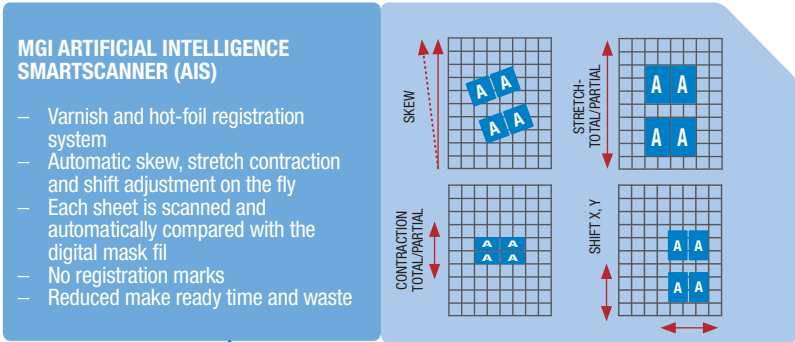 MGI ARTIFICIAL INTELLIGENCE
SMARTSCANNER (AIS)
– Varnish and hot-foil registration
system
– Automatic skew, stretch contraction
and shift adjustment on the fly
– Each sheet is scanned and
automatically compared with the
digital mask fil
– No registration marks
– Reduced make ready time and waste
SKEW
A A
A A
STRETCH-
TOTAL/PARTIAL
A A
A A
CONTRACTION
TOTAL/PARTIAL
A A
A A
SHIFT X, Y
A A
A A